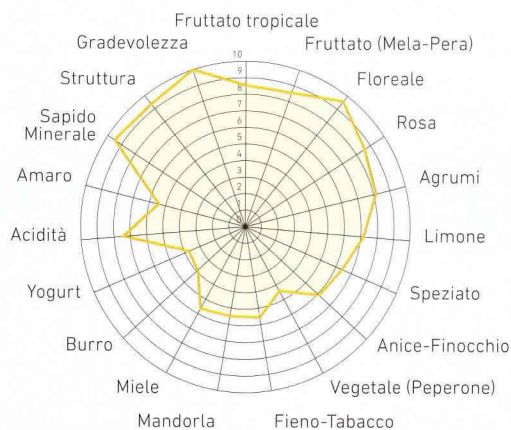 Fruttato tropicale
Gradevolezza
Fruttato (Mela-Pera)
Struttura
Floreale
Sapido
Minerale
Rosa
Amaro
Agrumi
Acidità
Limone
Yogurt
Speziato
Burro
Anice-Finocchio
Miele
Vegetale (Peperone)
Mandorla
Fieno-Tabacco
10
9
8
7
6
5
4
3
2
1
0